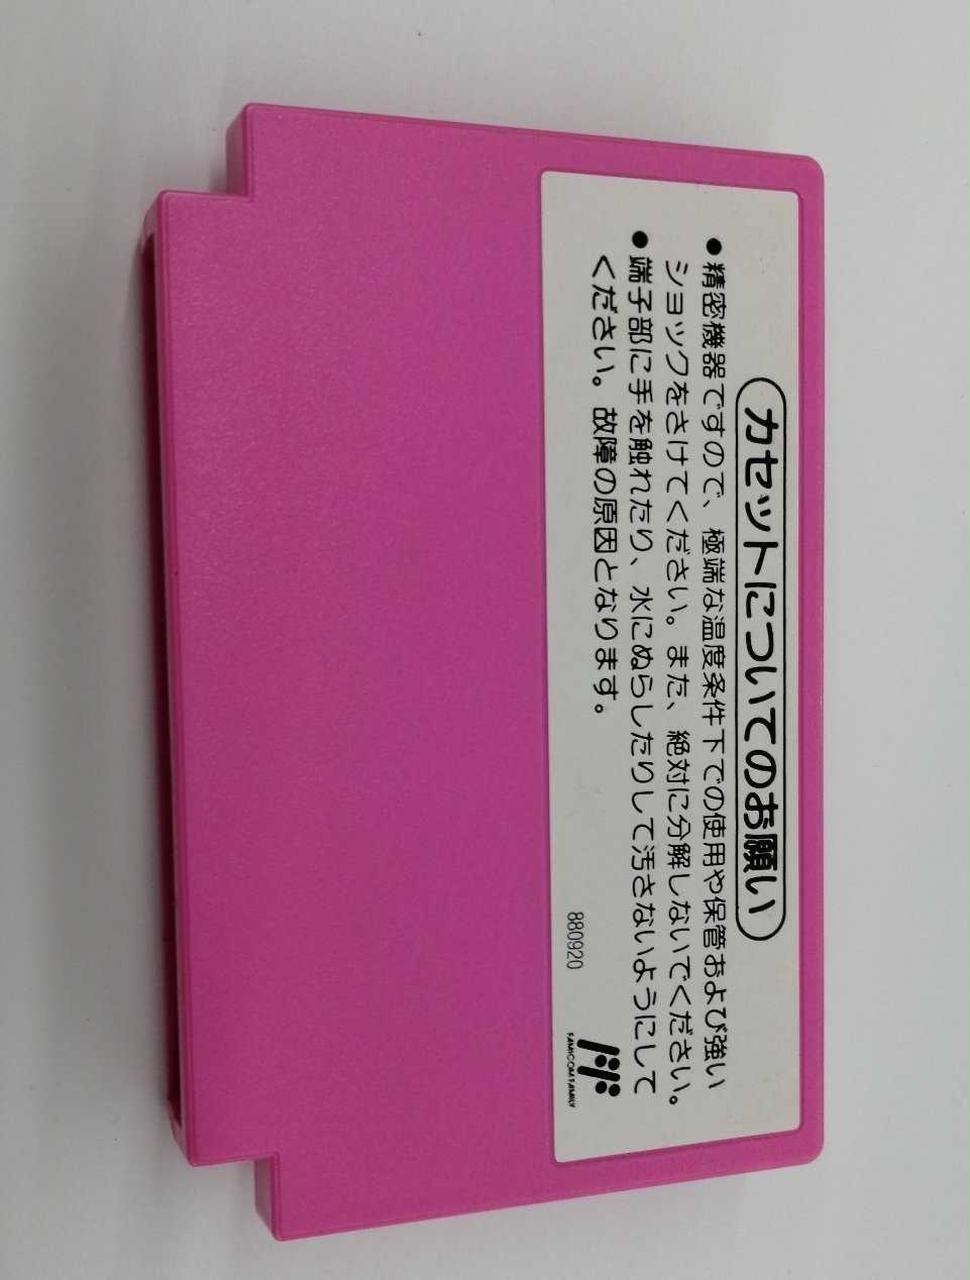 カセットについてのお願い
●精密機器ですので、極端な温度条件下での使用や保管および強い
ショックをさけてください。また、絶対に分解しないでください。
●端子部に手を触れたり、水にぬらしたりして汚さないようにして
ください。故障の原因となります。
880920
FAMICOM FAMILY